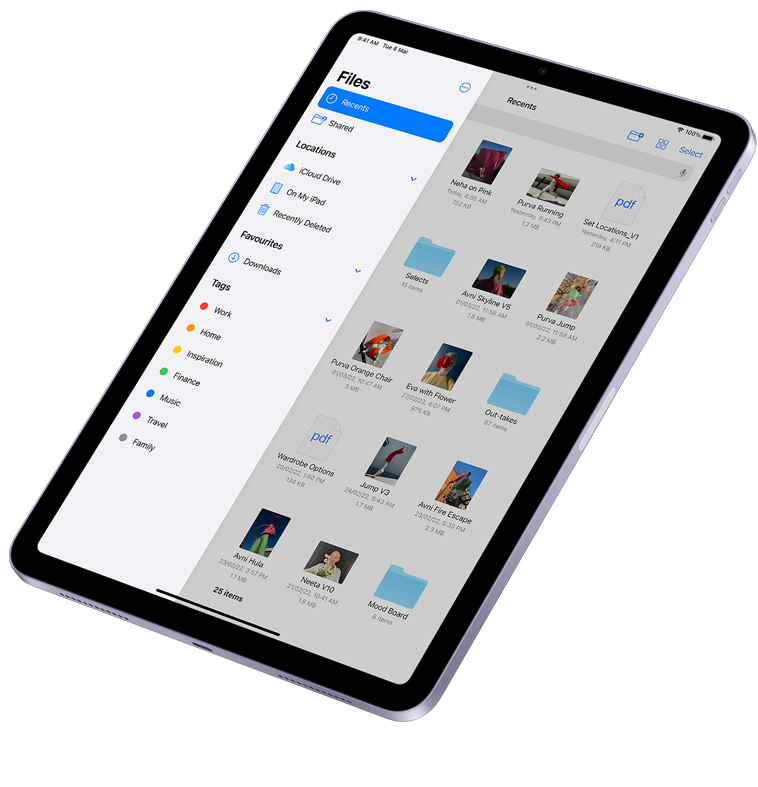 9:41 AM Tue 8 Mar
100%
Files
Recents
Shared
Locations
iCloud Drive
On My iPad
Recently Deleted
Favourites
Downloads
Tags
Work
Home
Inspiration
Finance
Music
Travel
Family
Recents
Select
Neha on Pink
Today, 9:05 AM
752 KB
Purva Running
Yesterday, 5:43 PM
1.2 MB
pdf
Set Locations_V1
Yesterday, 4:11 PM
219 KB
Selects
15 items
Avni Skyline V5
01/03/22, 11:58 AM
1.8 MB
Purva Jump
01/03/22, 11:58 AM
2.2 MB
Purva Orange Chair
01/03/22, 10:47 AM
3 MB
Eva with Flower
27/02/22, 4:07 PM
975 KB
Out-takes
57 items
pdf
Wardrobe Options
25/02/22, 1:50 PM
134 KB
Jump V3
24/02/22, 9:43 AM
1.7 MB
Avni Fire Escape
23/02/22, 5:33 PM
2.3 MB
Avni Hula
23/02/22, 3:57 PM
1.1 MB
Neeta V10
21/02/22, 10:41 AM
1.8 MB
Mood Board
6 items
25 items